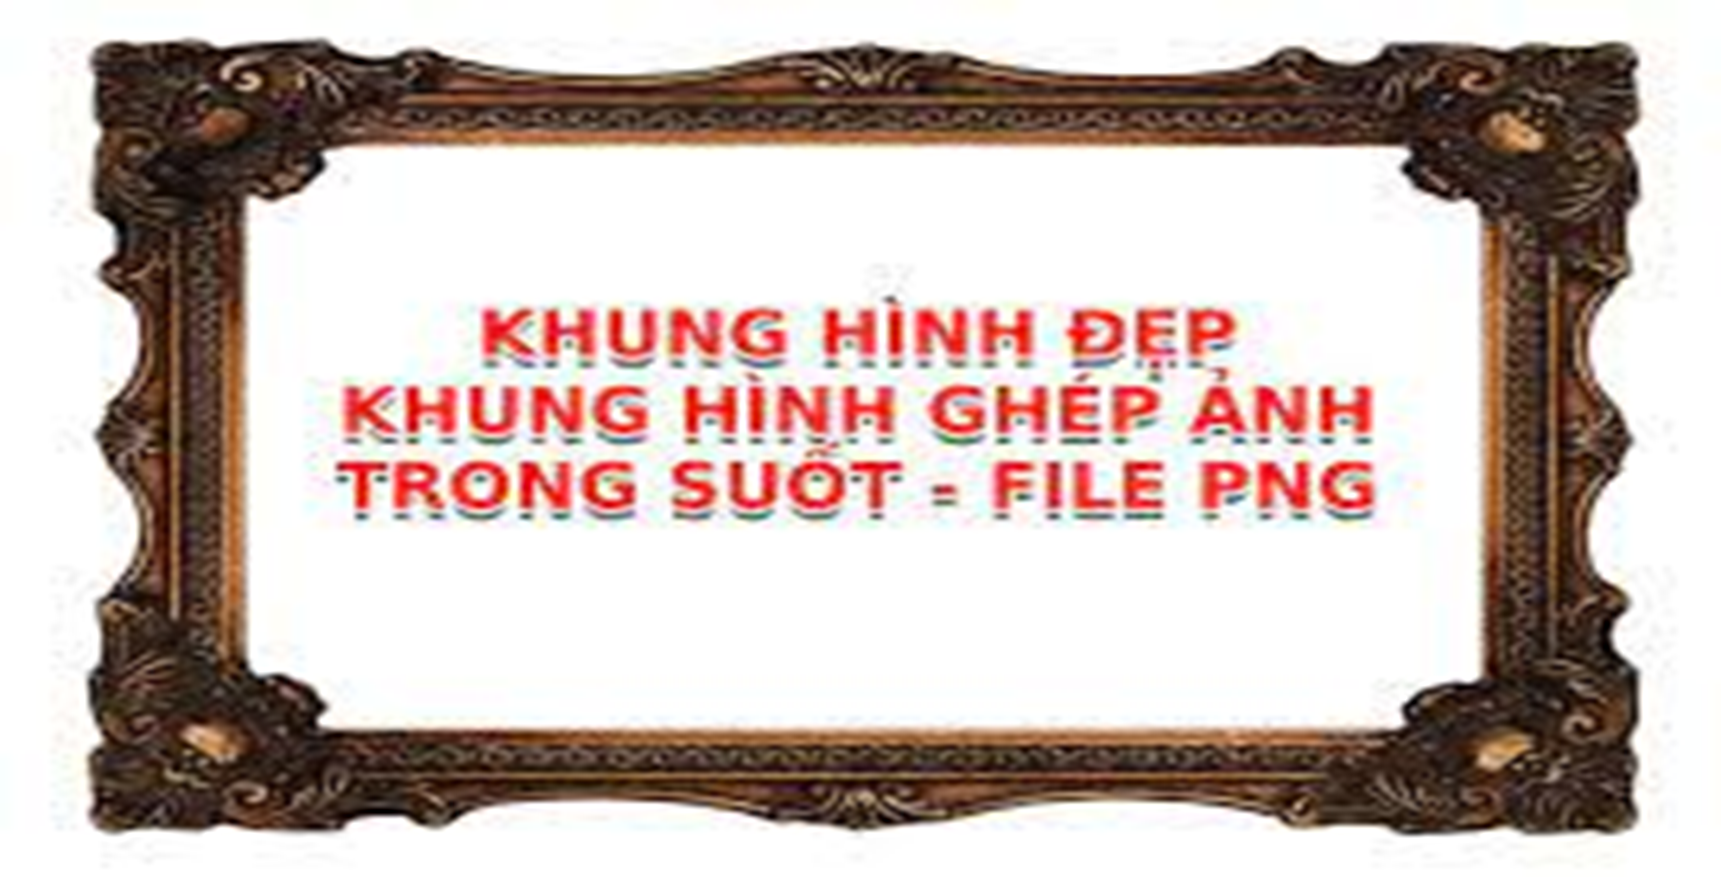 KHUNG HÌNH ĐẸP
KHUNG HÌNH GHÉP ẢNH
TRONG SUỐT - FILE PNG